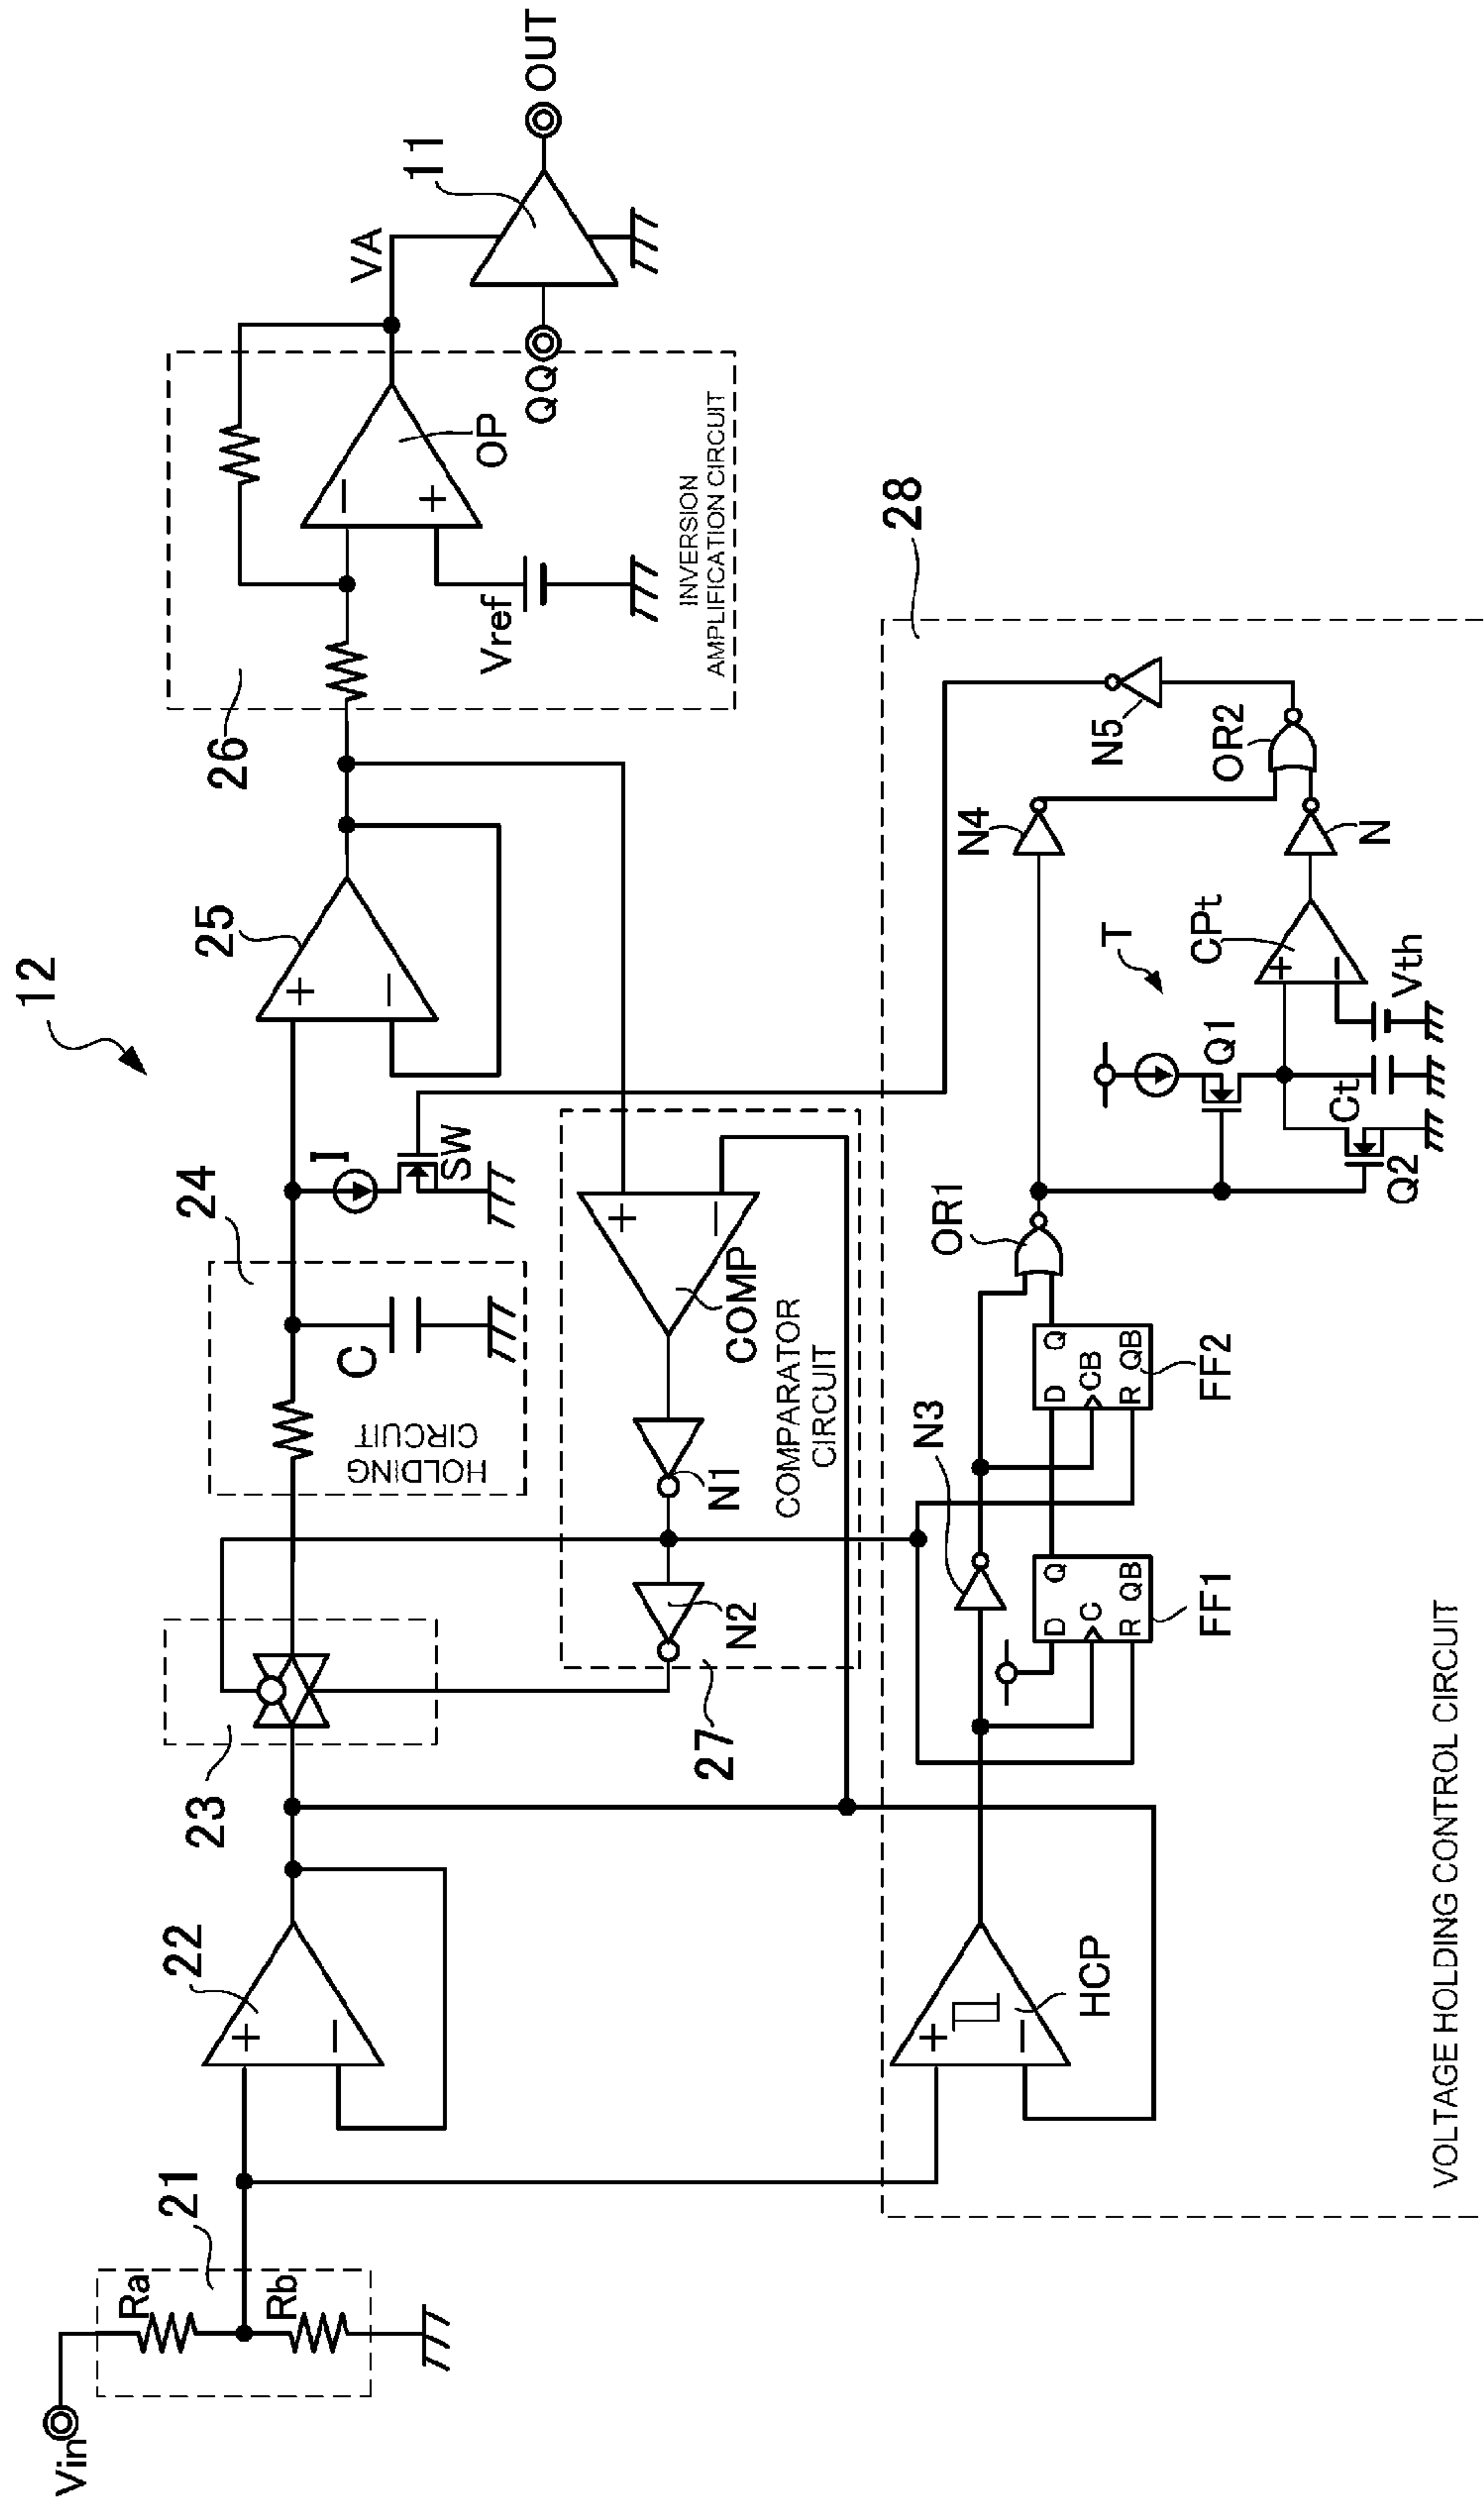 12
Vin
21
Ra
Rb
22
+
−
23
24
HOLDING
CIRCUIT
C
I
SW
25
+
−
26
INVERSION
AMPLIFICATION CIRCUIT
−
+
OP
Vref
VA
QQ
11
OUT
27
COMPARATOR
CIRCUIT
COMP
+
−
N1
N2
28
VOLTAGE HOLDING CONTROL CIRCUIT
HCP
+
−
N3
FF1
D
Q
C
R
QB
FF2
D
Q
CB
R
QB
OR1
N4
N5
OR2
N
T
Q1
Q2
Ct
CPt
+
−
Vth